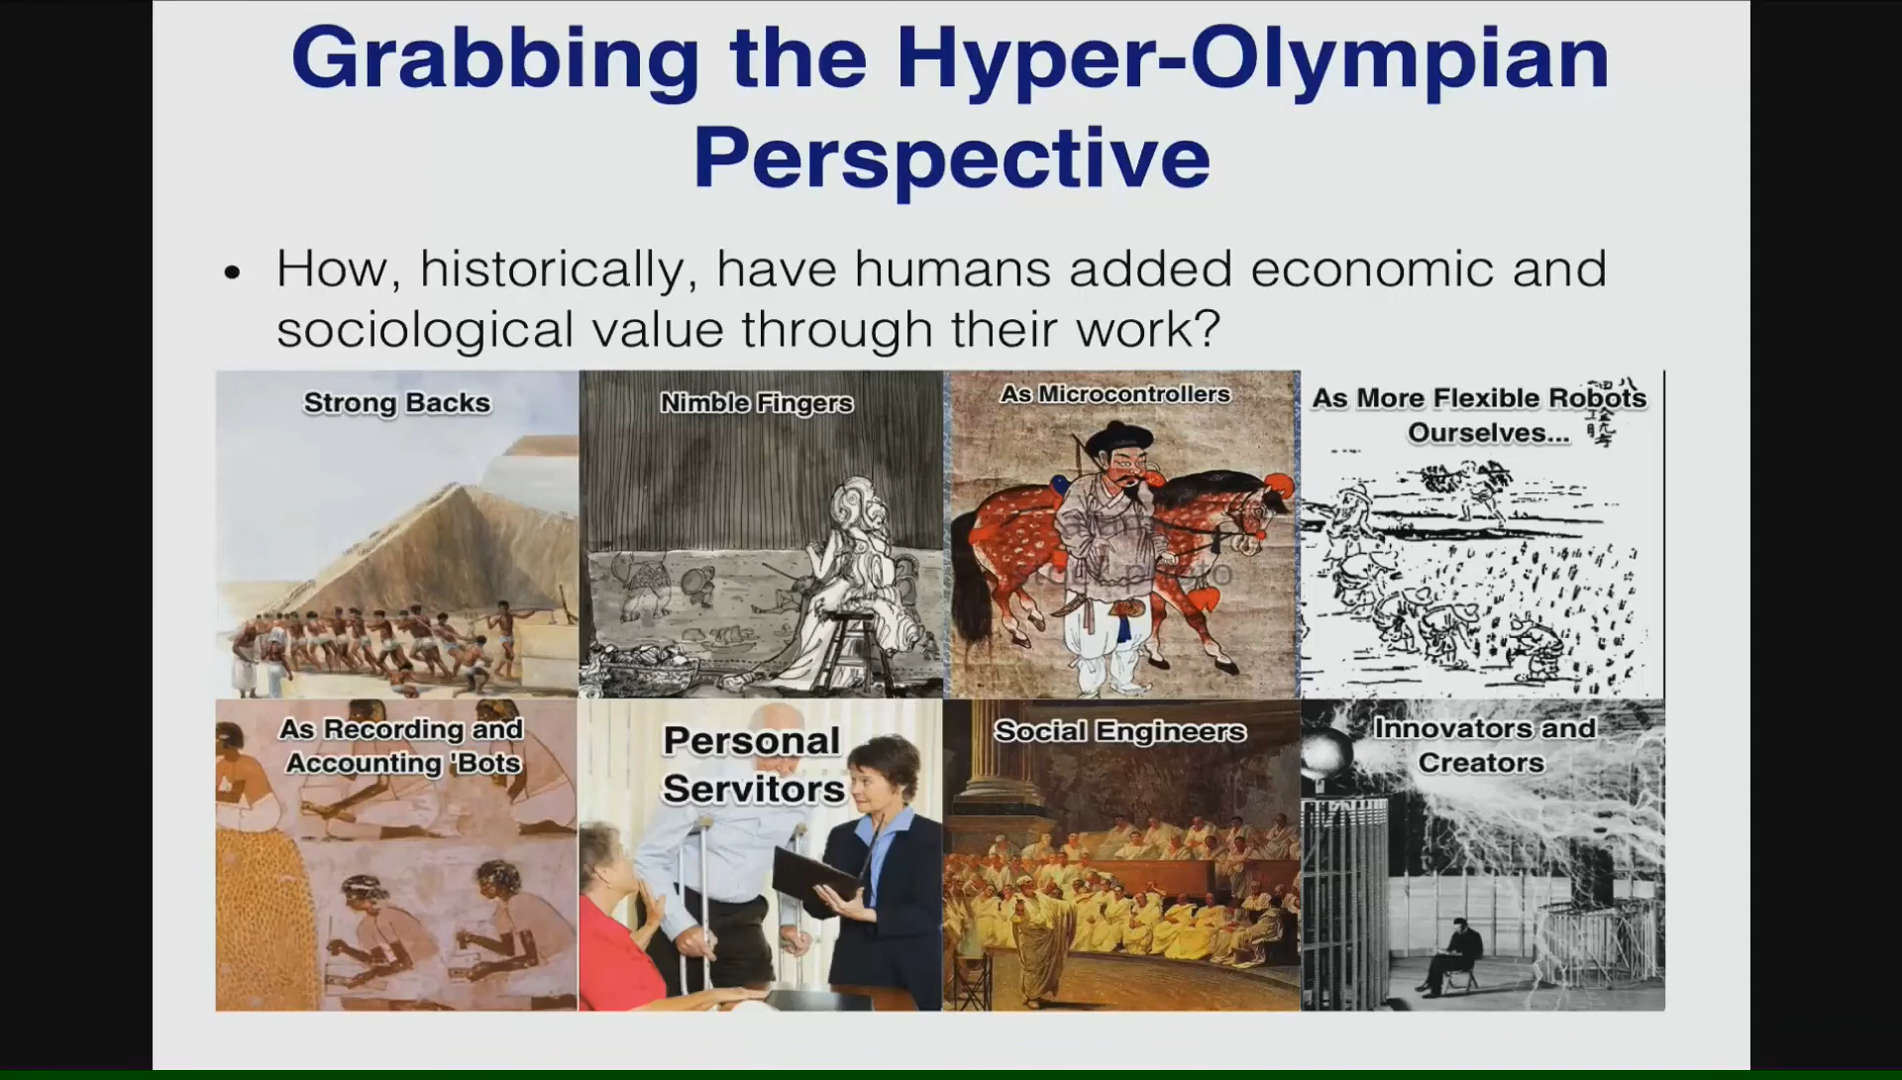 Grabbing the Hyper-Olympian
Perspective
• How, historically, have humans added economic and
sociological value through their work?
Strong Backs
Nimble Fingers
As Microcontrollers
As More Flexible Robots
Ourselves...
stock photo
As Recording and
Accounting 'Bots
Personal
Servitors
Social Engineers
Innovators and
Creators